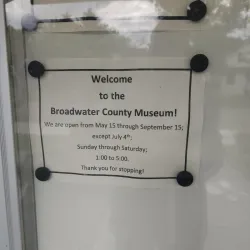 Welcome
to the
Broadwater County Museum!
We are open from May 15 through September 15;
except July 4th;
Sunday through Saturday;
1:00 to 5:00.
Thank you for stopping!